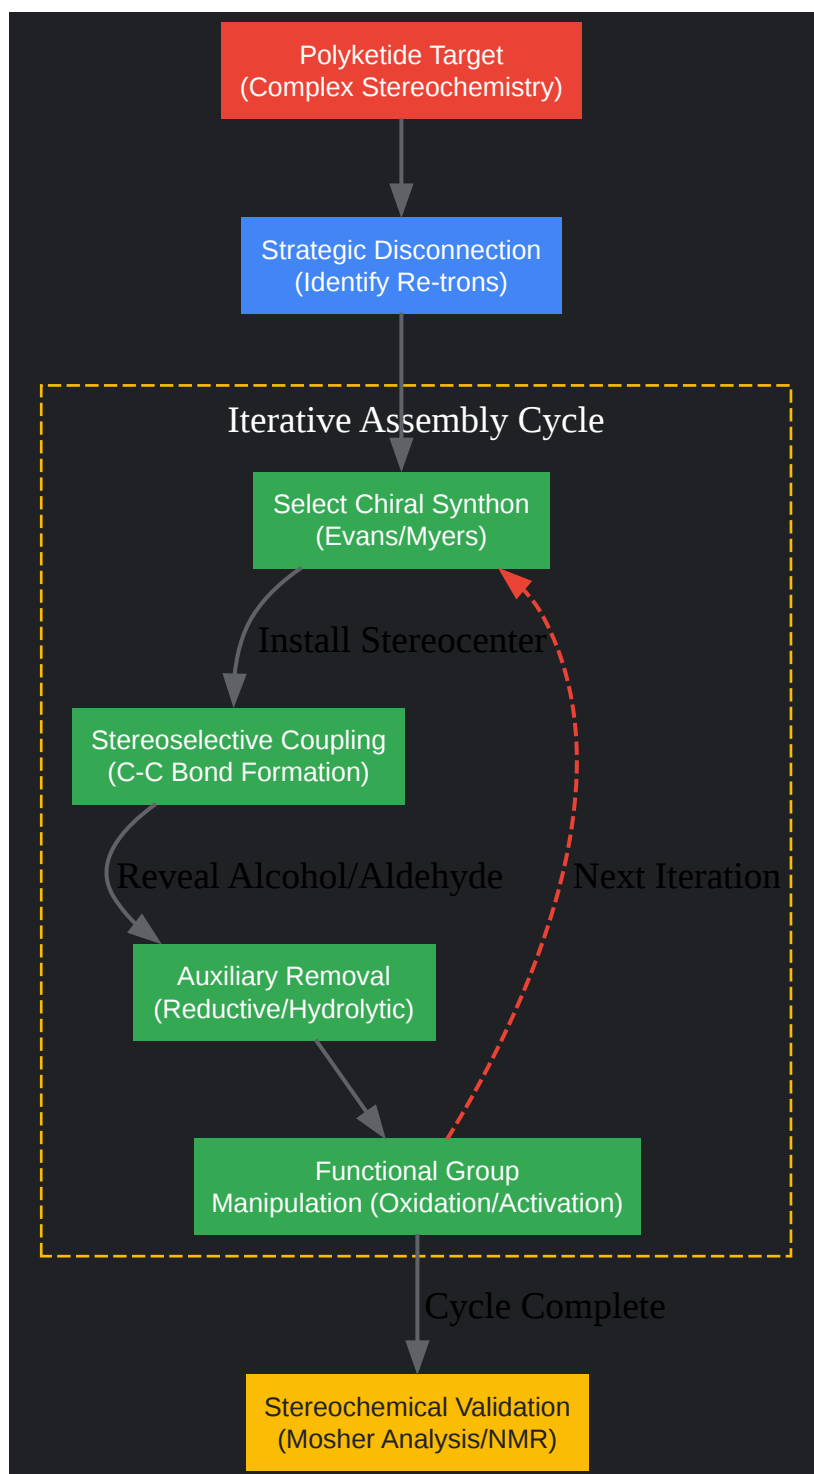 Polyketide Target
(Complex Stereochemistry)
Strategic Disconnection
(Identify Re-trons)
Iterative Assembly Cycle
Select Chiral Synthon
(Evans/Myers)
Install Stereocenter
Stereoselective Coupling
(C-C Bond Formation)
Reveal Alcohol/Aldehyde
Next Iteration
Auxiliary Removal
(Reductive/Hydrolytic)
Functional Group
Manipulation (Oxidation/Activation)
Cycle Complete
Stereochemical Validation
(Mosher Analysis/NMR)